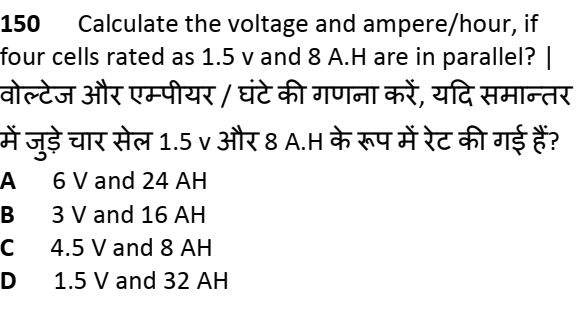 150 Calculate the voltage and ampere/hour, if
four cells rated as 1.5 v and 8 A.H are in parallel? |
वोल्टेज और एम्पीयर / घंटे की गणना करें, यदि समान्तर
में जुड़े चार सेल 1.5 v और 8 A.H के रूप में रेट की गई हैं?
A 6 V and 24 AH
B 3 V and 16 AH
C 4.5 V and 8 AH
D 1.5 V and 32 AH